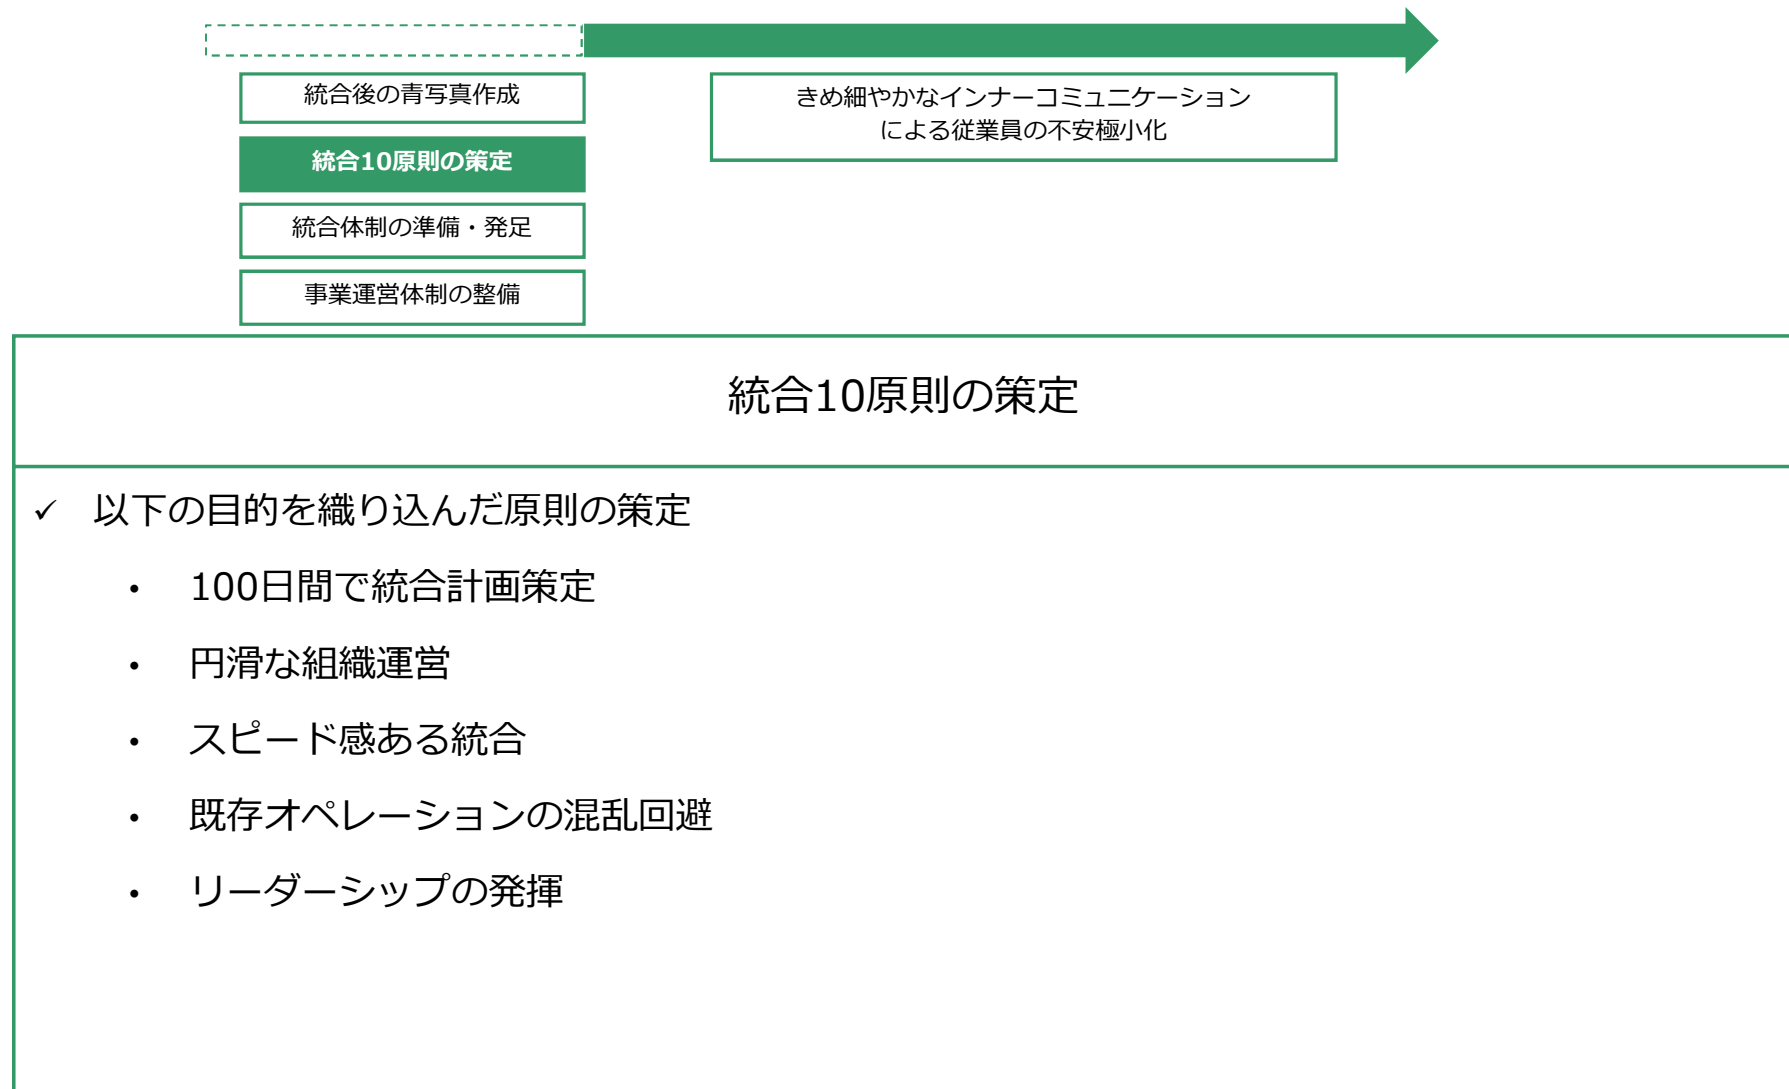 統合後の青写真作成
統合10原則の策定
統合体制の準備・発足
事業運営体制の整備
きめ細やかなインナーコミュニケーション
による従業員の不安極小化
統合10原則の策定
✓ 以下の目的を織り込んだ原則の策定
• 100日間で統合計画策定
• 円滑な組織運営
• スピード感ある統合
• 既存オペレーションの混乱回避
• リーダーシップの発揮